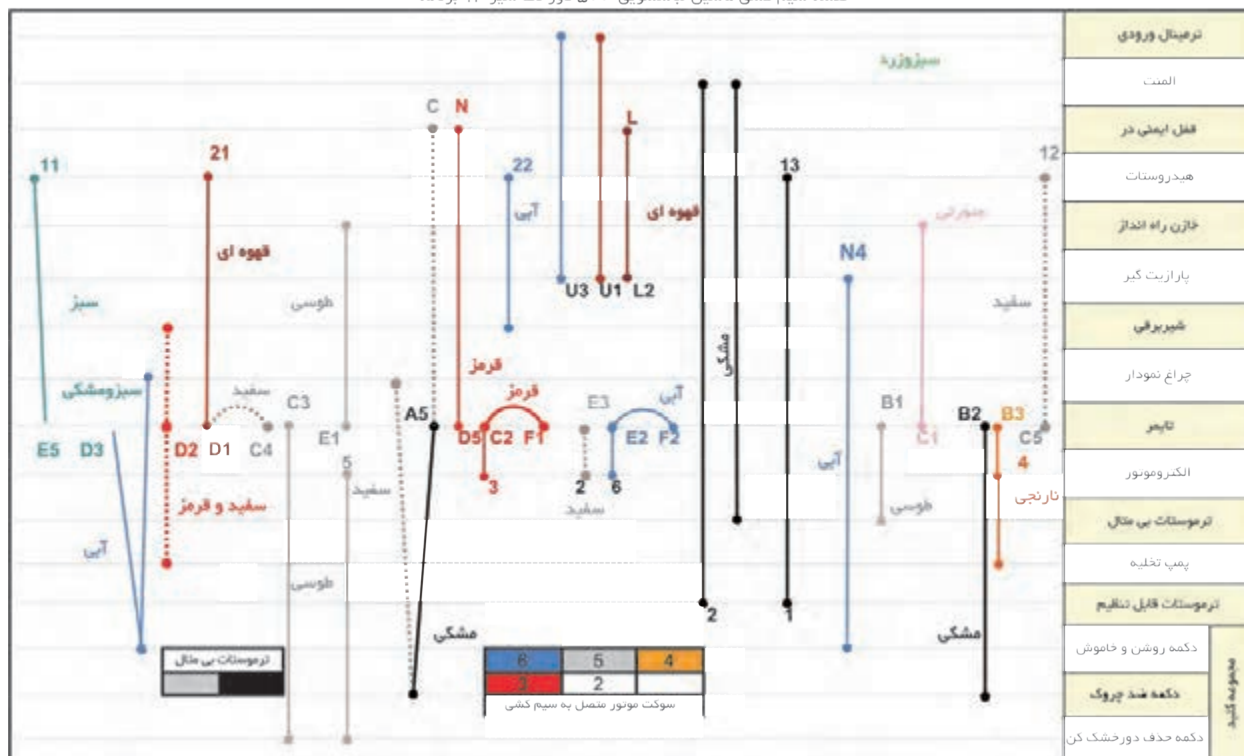 ترمینال ورودی
المنت
قفل ایمنی در
هیدروستات
خازن راه انداز
پارازیت گیر
شیربرقی
چراغ نمودار
تایمر
الکتروموتور
ترموستات بی متال
پمپ تخلیه
ترموستات قابل تنظیم
دکمه روشن و خاموش
دکمه ضد چروک
دکمه حذف دورخشک کن
مجموعه کلید
سبزوزرد
C N L
11 21 22 13 12
آبی قهوه ای صورتی
قهوه ای N4
U3 U1 L2
سبز طوسی سفید
قرمز مشکی
سبزومشکی سفید قرمز آبی
C3 A5 E3 B1 B2 B3
E5 D3 D2 D1 C4 E1 D5 C2 F1 E2 F2 C1 C5
5 3 2 6 4
سفید آبی نارنجی
سفید و قرمز سفید طوسی
آبی
طوسی
2 1
مشکی مشکی
ترموستات بی متال
6 5 4
3 2
سوکت موتور متصل به سیم کشی